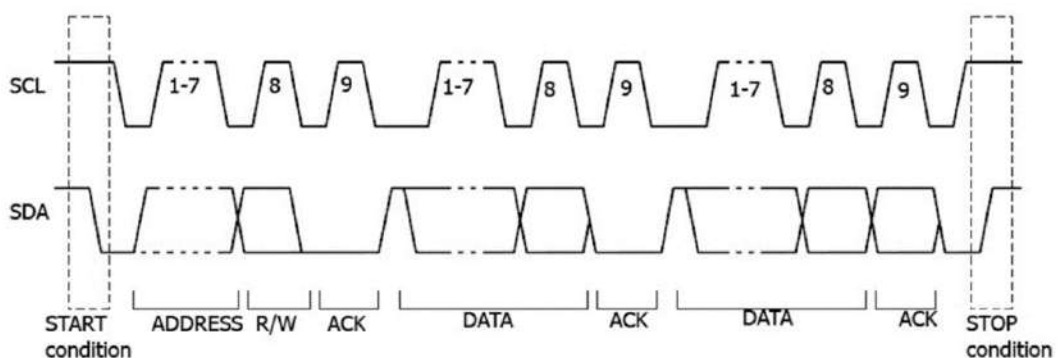 SCL
1-7 8 9 1-7 8 9 1-7 8 9
SDA
START ADDRESS R/W ACK DATA ACK DATA ACK STOP
condition condition